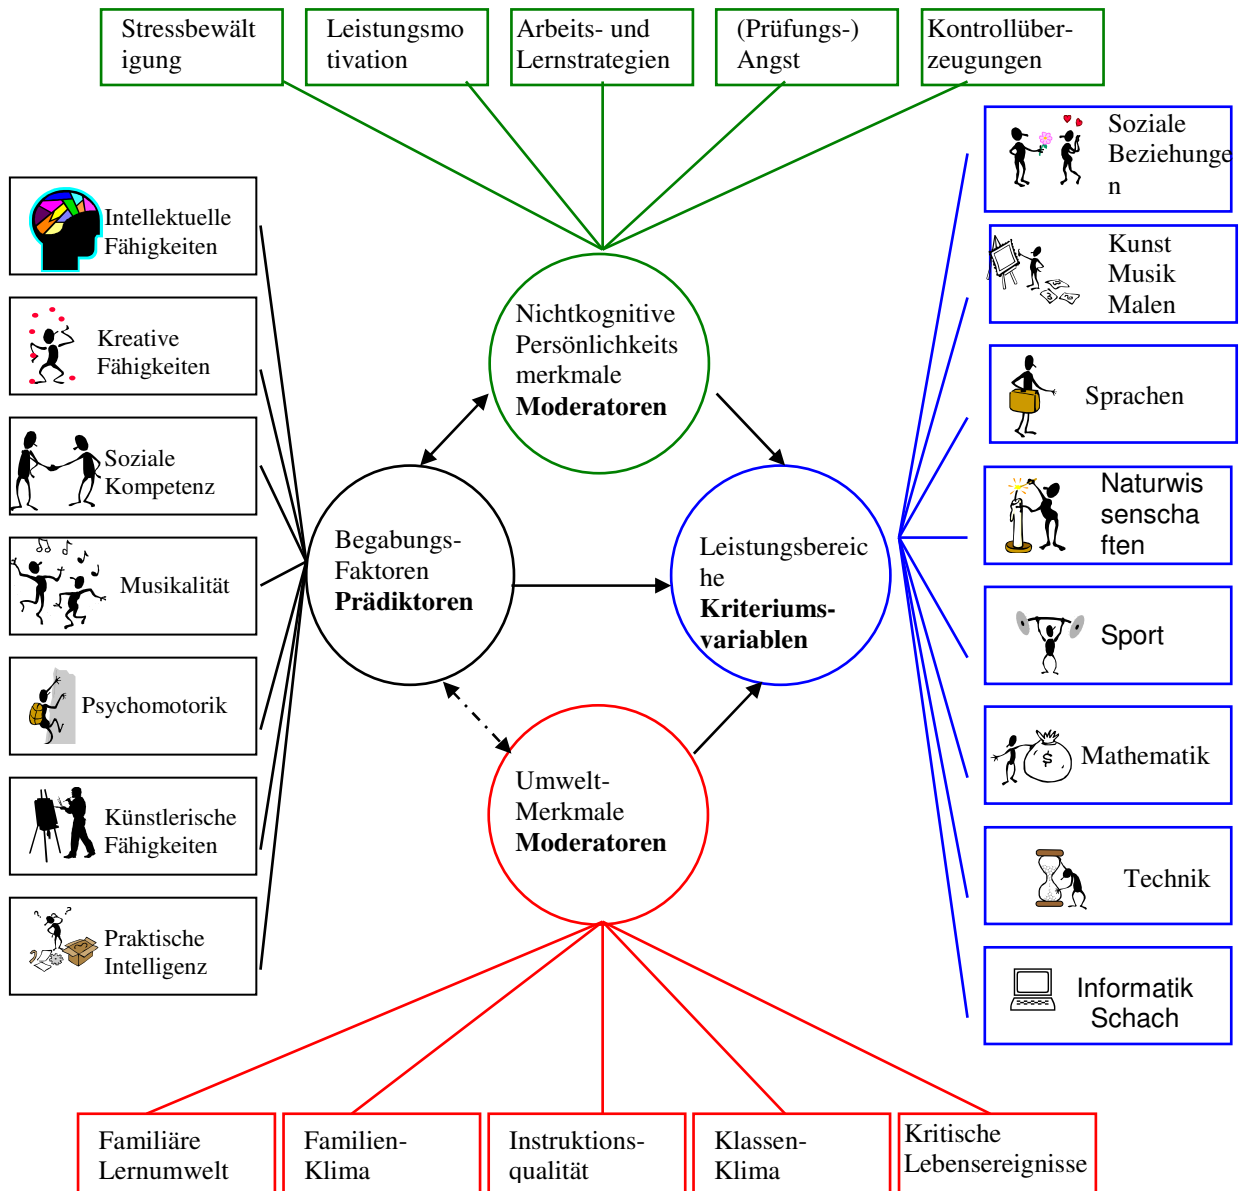 Stressbewält
igung
Leistungsmo
tivation
Arbeits- und
Lernstrategien
(Prüfungs-)
Angst
Kontrollüber-
zeugungen
Intellektuelle
Fähigkeiten
Kreative
Fähigkeiten
Soziale
Kompetenz
Musikalität
Psychomotorik
Künstlerische
Fähigkeiten
Praktische
Intelligenz
Nichtkognitive
Persönlichkeits
merkmale
Moderatoren
Begabungs-
Faktoren
Prädiktoren
Leistungsbereic
he
Kriteriums-
variablen
Umwelt-
Merkmale
Moderatoren
Soziale
Beziehunge
n
Kunst
Musik
Malen
Sprachen
Naturwis
senscha
ften
Sport
$
Mathematik
Technik
Informatik
Schach
Familiäre
Lernumwelt
Familien-
Klima
Instruktions-
qualität
Klassen-
Klima
Kritische
Lebensereignisse